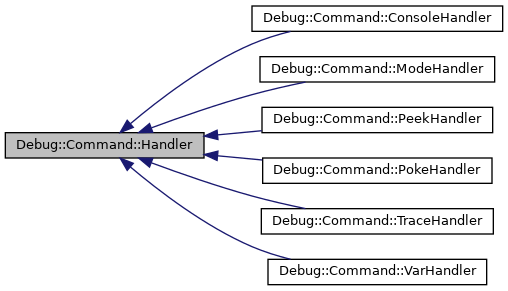 Debug::Command::ConsoleHandler
Debug::Command::ModeHandler
Debug::Command::PeekHandler
Debug::Command::Handler
Debug::Command::PokeHandler
Debug::Command::TraceHandler
Debug::Command::VarHandler